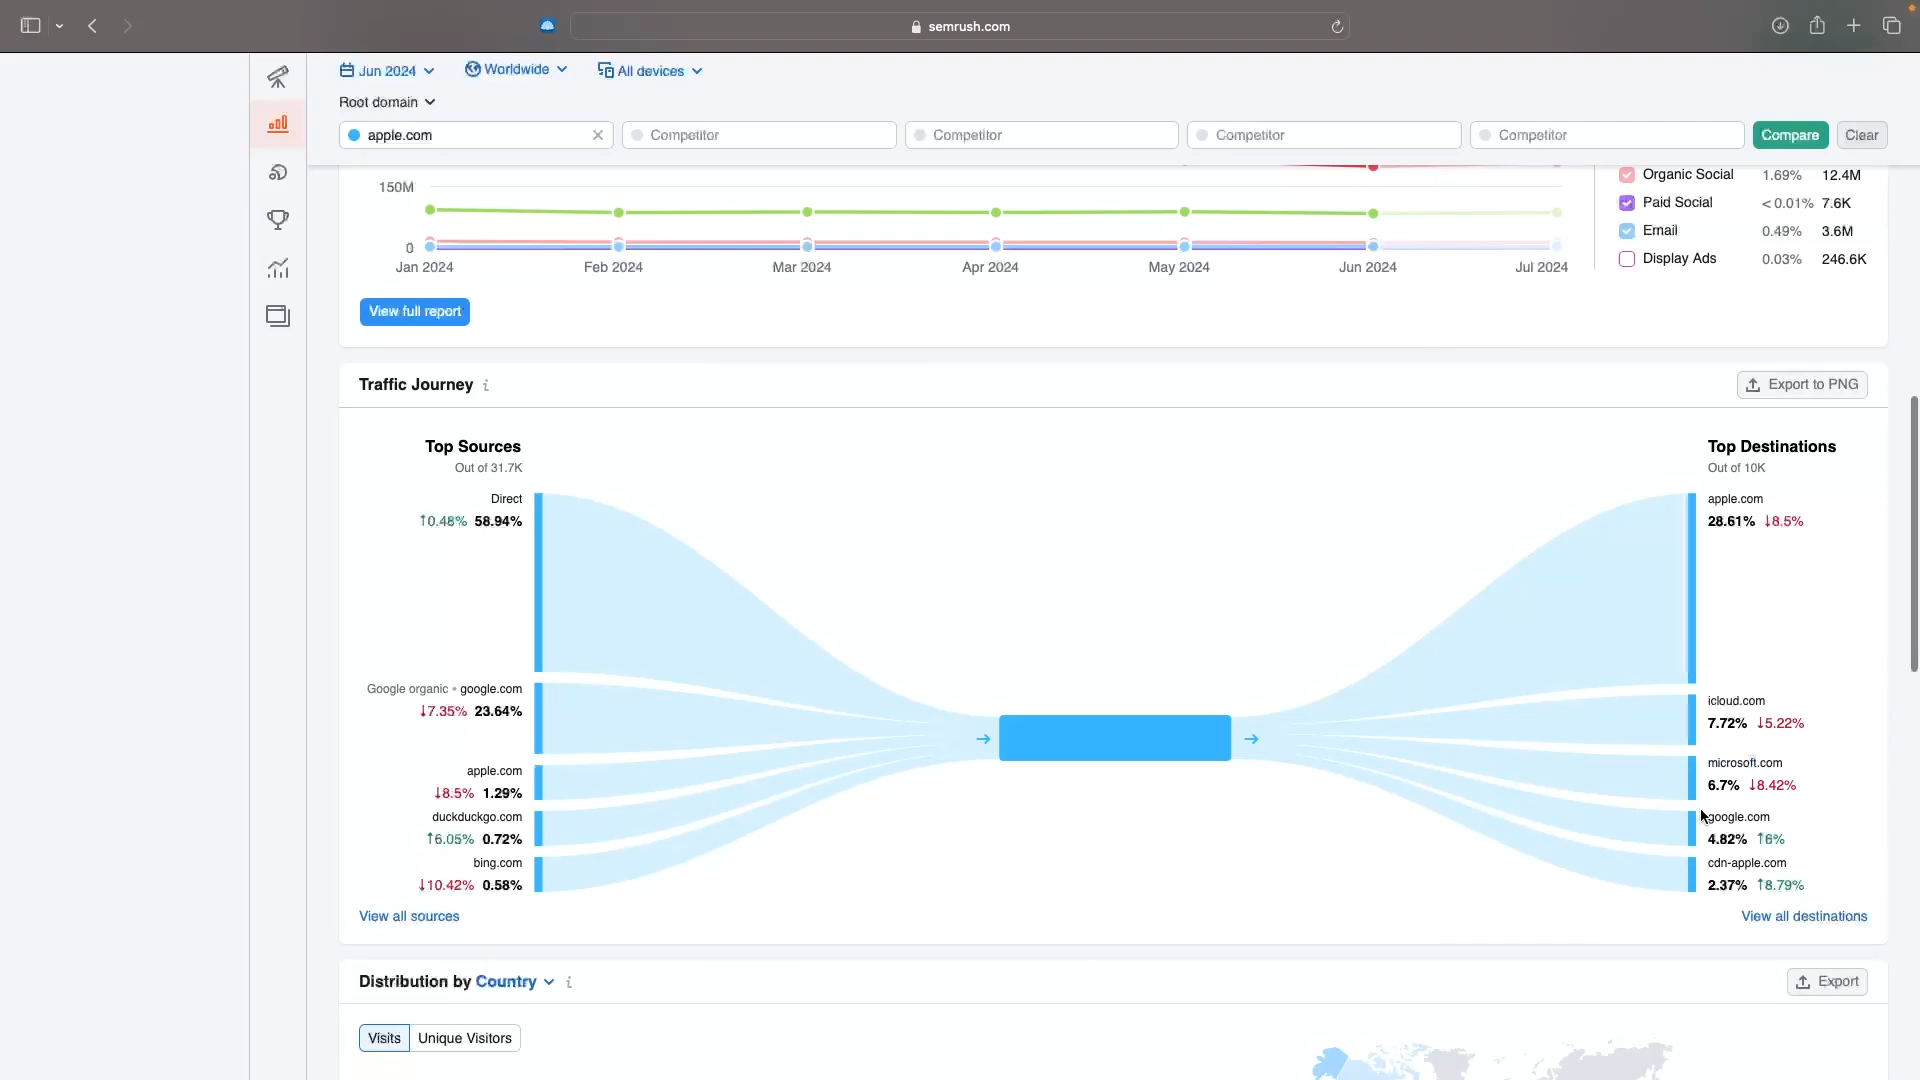 semrush.com
Jun 2024 Worldwide All devices
Root domain
apple.com Competitor Competitor Competitor Competitor Compare Clear
150M
0
Jan 2024 Feb 2024 Mar 2024 Apr 2024 May 2024 Jun 2024 Jul 2024
Organic Social 1.69% 12.4M
Paid Social < 0.01% 7.6K
Email 0.49% 3.6M
Display Ads 0.03% 246.6K
View full report
Traffic Journey i
Export to PNG
Top Sources
Out of 31.7K
Direct
↑0.48% 58.94%
Google organic • google.com
↓7.35% 23.64%
apple.com
↓8.5% 1.29%
duckduckgo.com
↑6.05% 0.72%
bing.com
↓10.42% 0.58%
View all sources
Top Destinations
Out of 10K
apple.com
28.61% ↓8.5%
icloud.com
7.72% ↓5.22%
microsoft.com
6.7% ↓8.42%
google.com
4.82% ↑6%
cdn-apple.com
2.37% ↑8.79%
View all destinations
Distribution by Country i
Export
Visits Unique Visitors